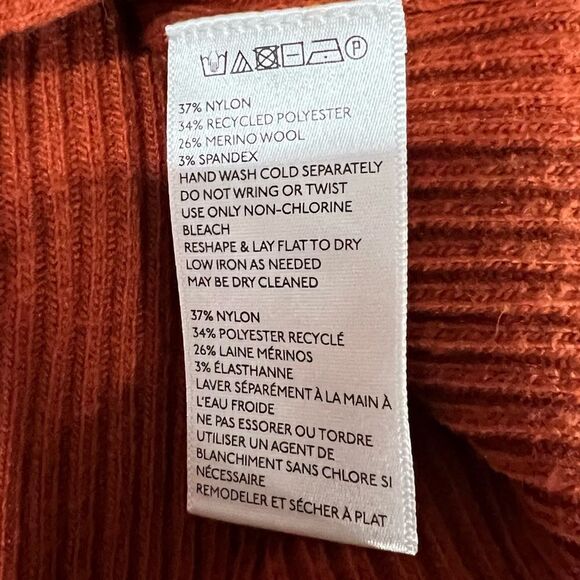 P
37% NYLON
34% RECYCLED POLYESTER
26% MERINO WOOL
3% SPANDEX
HAND WASH COLD SEPARATELY
DO NOT WRING OR TWIST
USE ONLY NON-CHLORINE
BLEACH
RESHAPE & LAY FLAT TO DRY
LOW IRON AS NEEDED
MAY BE DRY CLEANED
37% NYLON
34% POLYESTER RECYCLÉ
26% LAINE MÉRINOS
3% ÉLASTHANNE
LAVER SÉPARÉMENT À LA MAIN À
L'EAU FROIDE
NE PAS ESSORER OU TORDRE
UTILISER UN AGENT DE
BLANCHIMENT SANS CHLORE SI
NÉCESSAIRE
REMODELER ET SÉCHER À PLAT